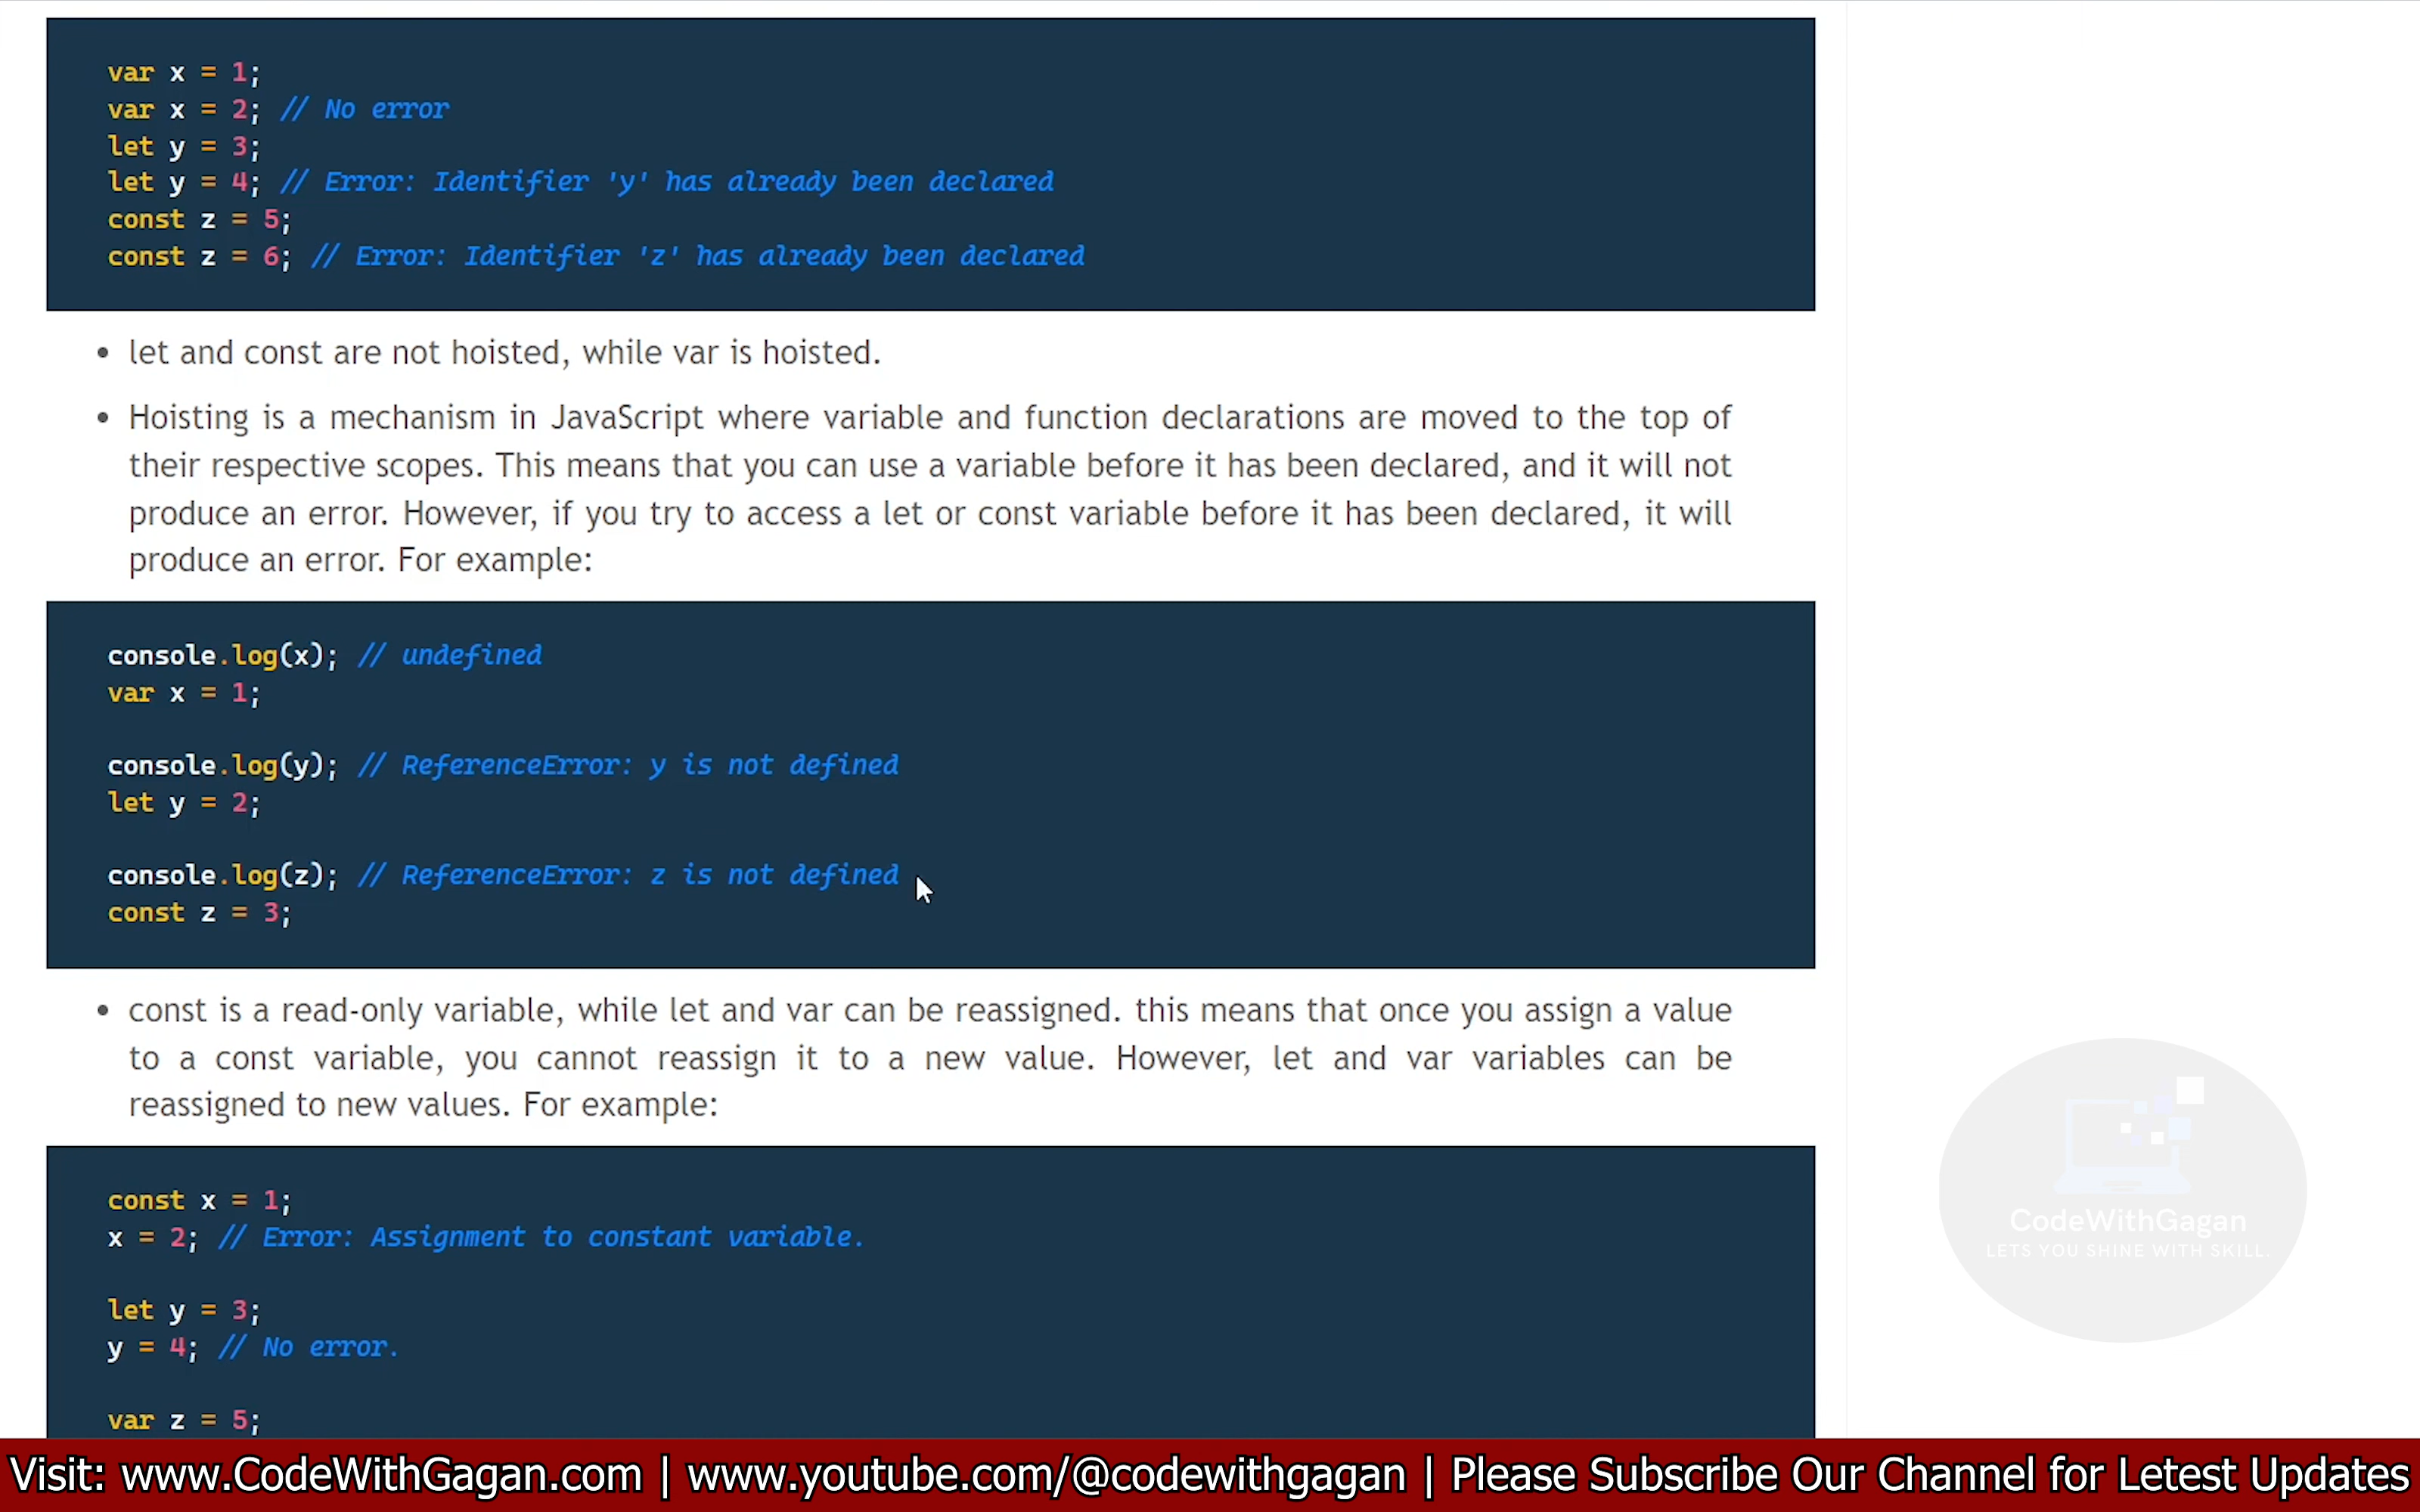 var x = 1;
var x = 2; // No error
let y = 3;
let y = 4; // Error: Identifier 'y' has already been declared
const z = 5;
const z = 6; // Error: Identifier 'z' has already been declared
• let and const are not hoisted, while var is hoisted.
• Hoisting is a mechanism in JavaScript where variable and function declarations are moved to the top of
their respective scopes. This means that you can use a variable before it has been declared, and it will not
produce an error. However, if you try to access a let or const variable before it has been declared, it will
produce an error. For example:
console.log(x); // undefined
var x = 1;
console.log(y); // ReferenceError: y is not defined
let y = 2;
console.log(z); // ReferenceError: z is not defined
const z = 3;
• const is a read-only variable, while let and var can be reassigned. this means that once you assign a value
to a const variable, you cannot reassign it to a new value. However, let and var variables can be
reassigned to new values. For example:
const x = 1;
x = 2; // Error: Assignment to constant variable.
let y = 3;
y = 4; // No error.
var z = 5;
CodeWithGagan
LETS YOU SHINE WITH SKILL.
Visit: www.CodeWithGagan.com | www.youtube.com/@codewithgagan | Please Subscribe Our Channel for Letest Updates